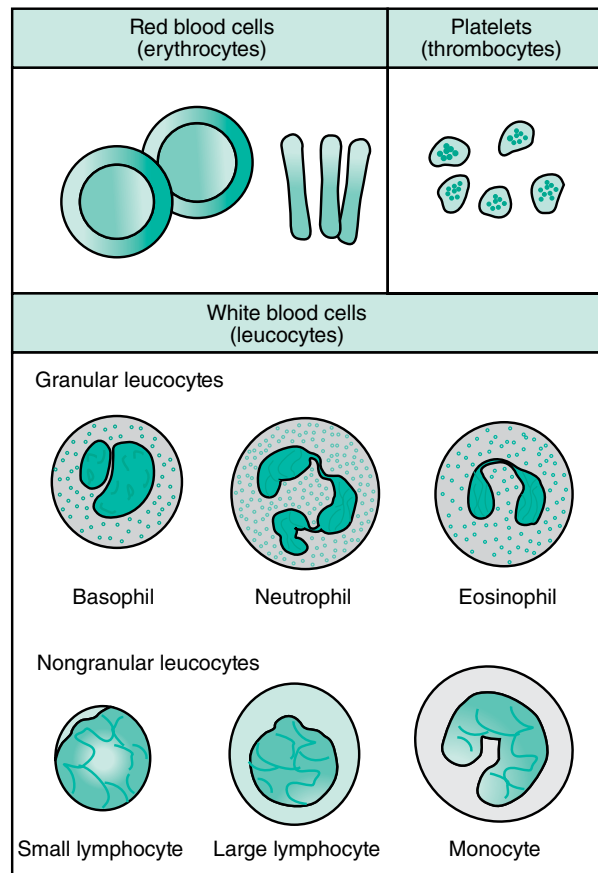 Red blood cells
(erythrocytes)
Platelets
(thrombocytes)
White blood cells
(leucocytes)
Granular leucocytes
Basophil
Neutrophil
Eosinophil
Nongranular leucocytes
Small lymphocyte
Large lymphocyte
Monocyte